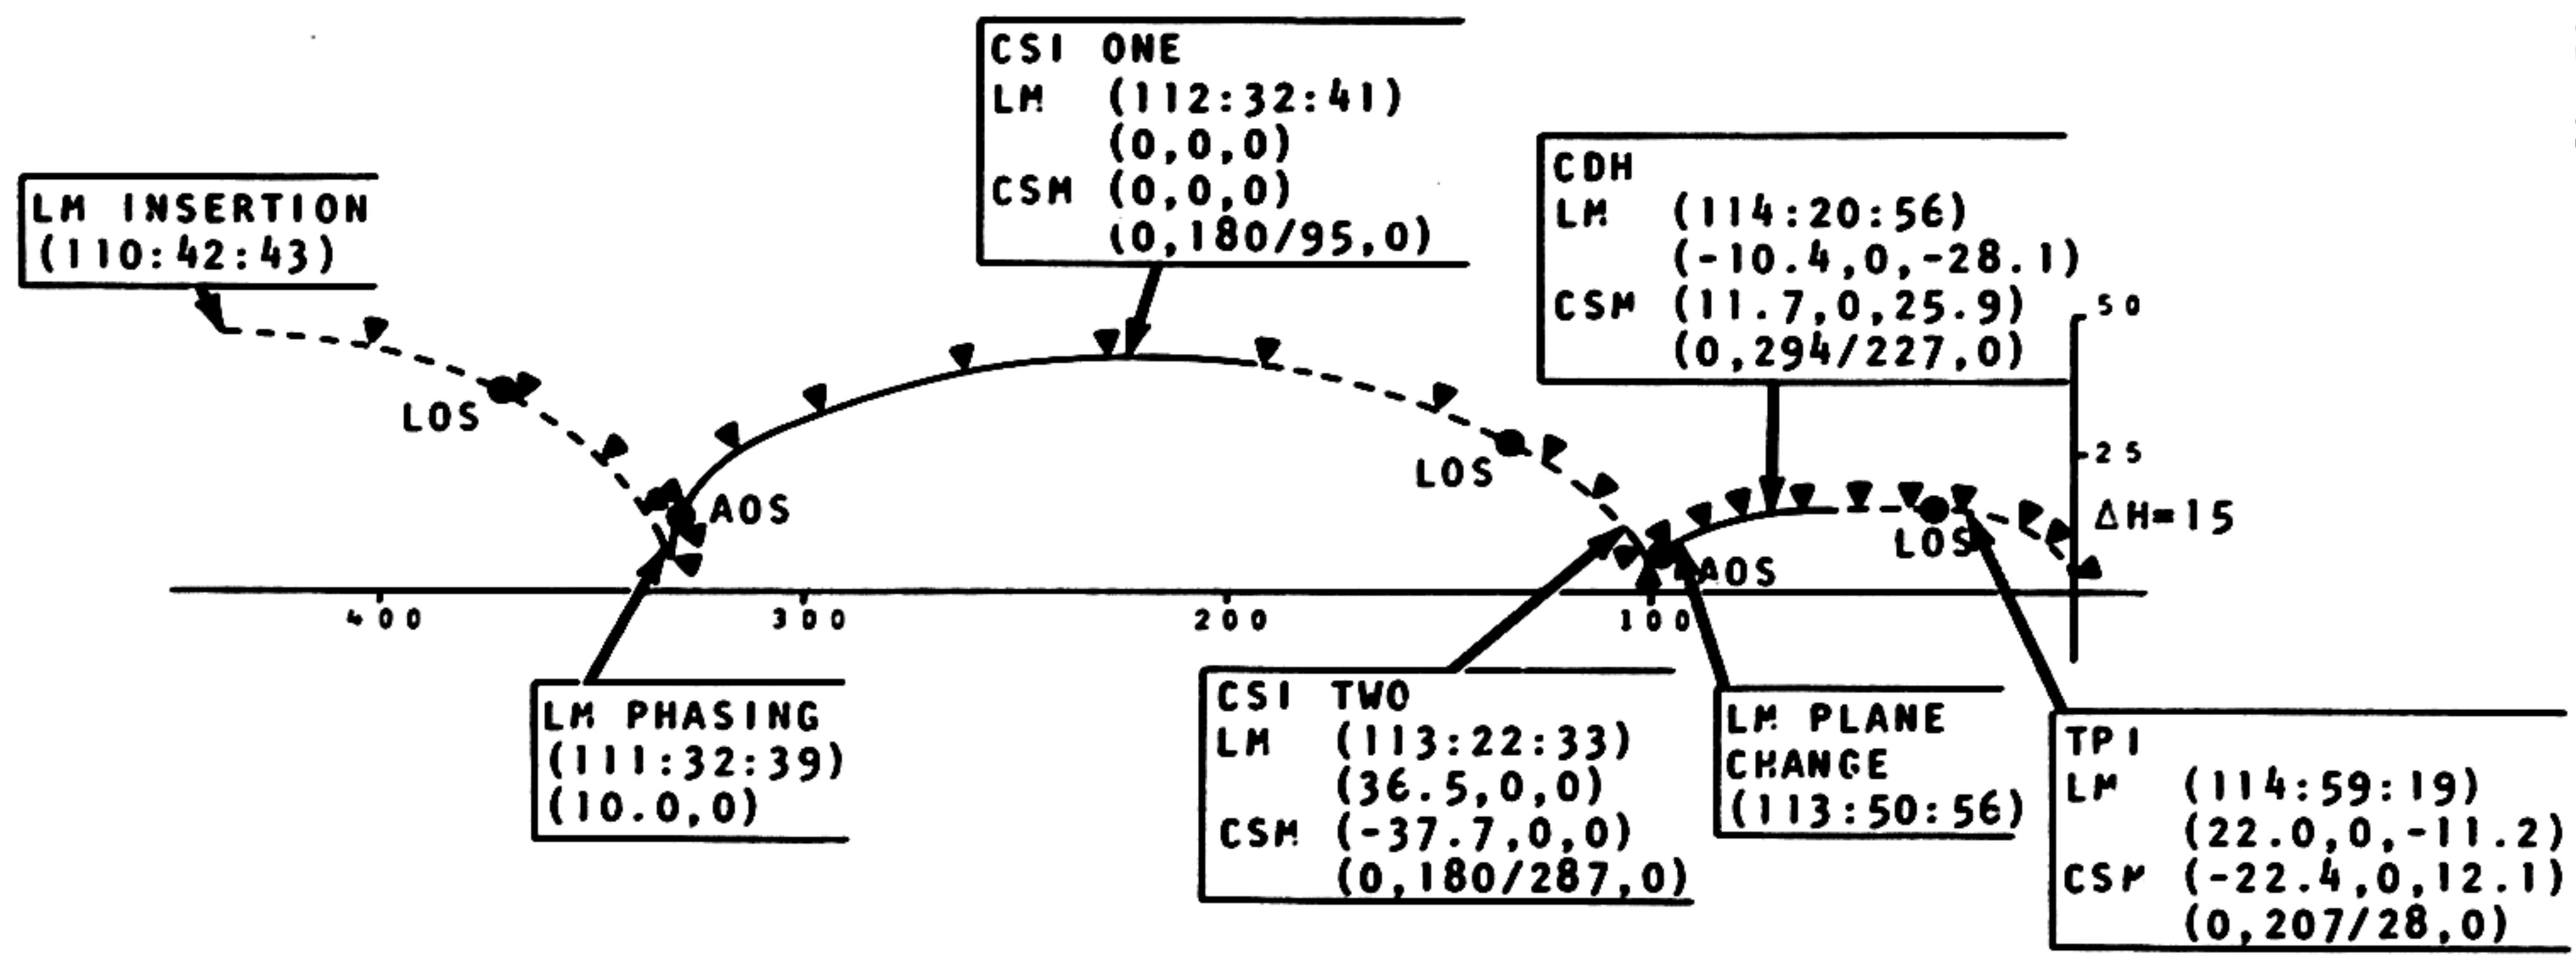 CSI ONE
LM (112:32:41)
(0,0,0)
CSM (0,0,0)
(0,180/95,0)
CDH
LM (114:20:56)
(-10.4,0,-28.1)
CSM (11.7,0,25.9)
(0,294/227,0)
LM INSERTION
(110:42:43)
50
25
ΔH=15
LOS
AOS
LOS
AOS
LOS
400
300
200
100
LM PHASING
(111:32:39)
(10.0,0)
CSI TWO
LM (113:22:33)
(36.5,0,0)
CSM (-37.7,0,0)
(0,180/287,0)
LM PLANE
CHANGE
(113:50:56)
TPI
LM (114:59:19)
(22.0,0,-11.2)
CSM (-22.4,0,12.1)
(0,207/28,0)